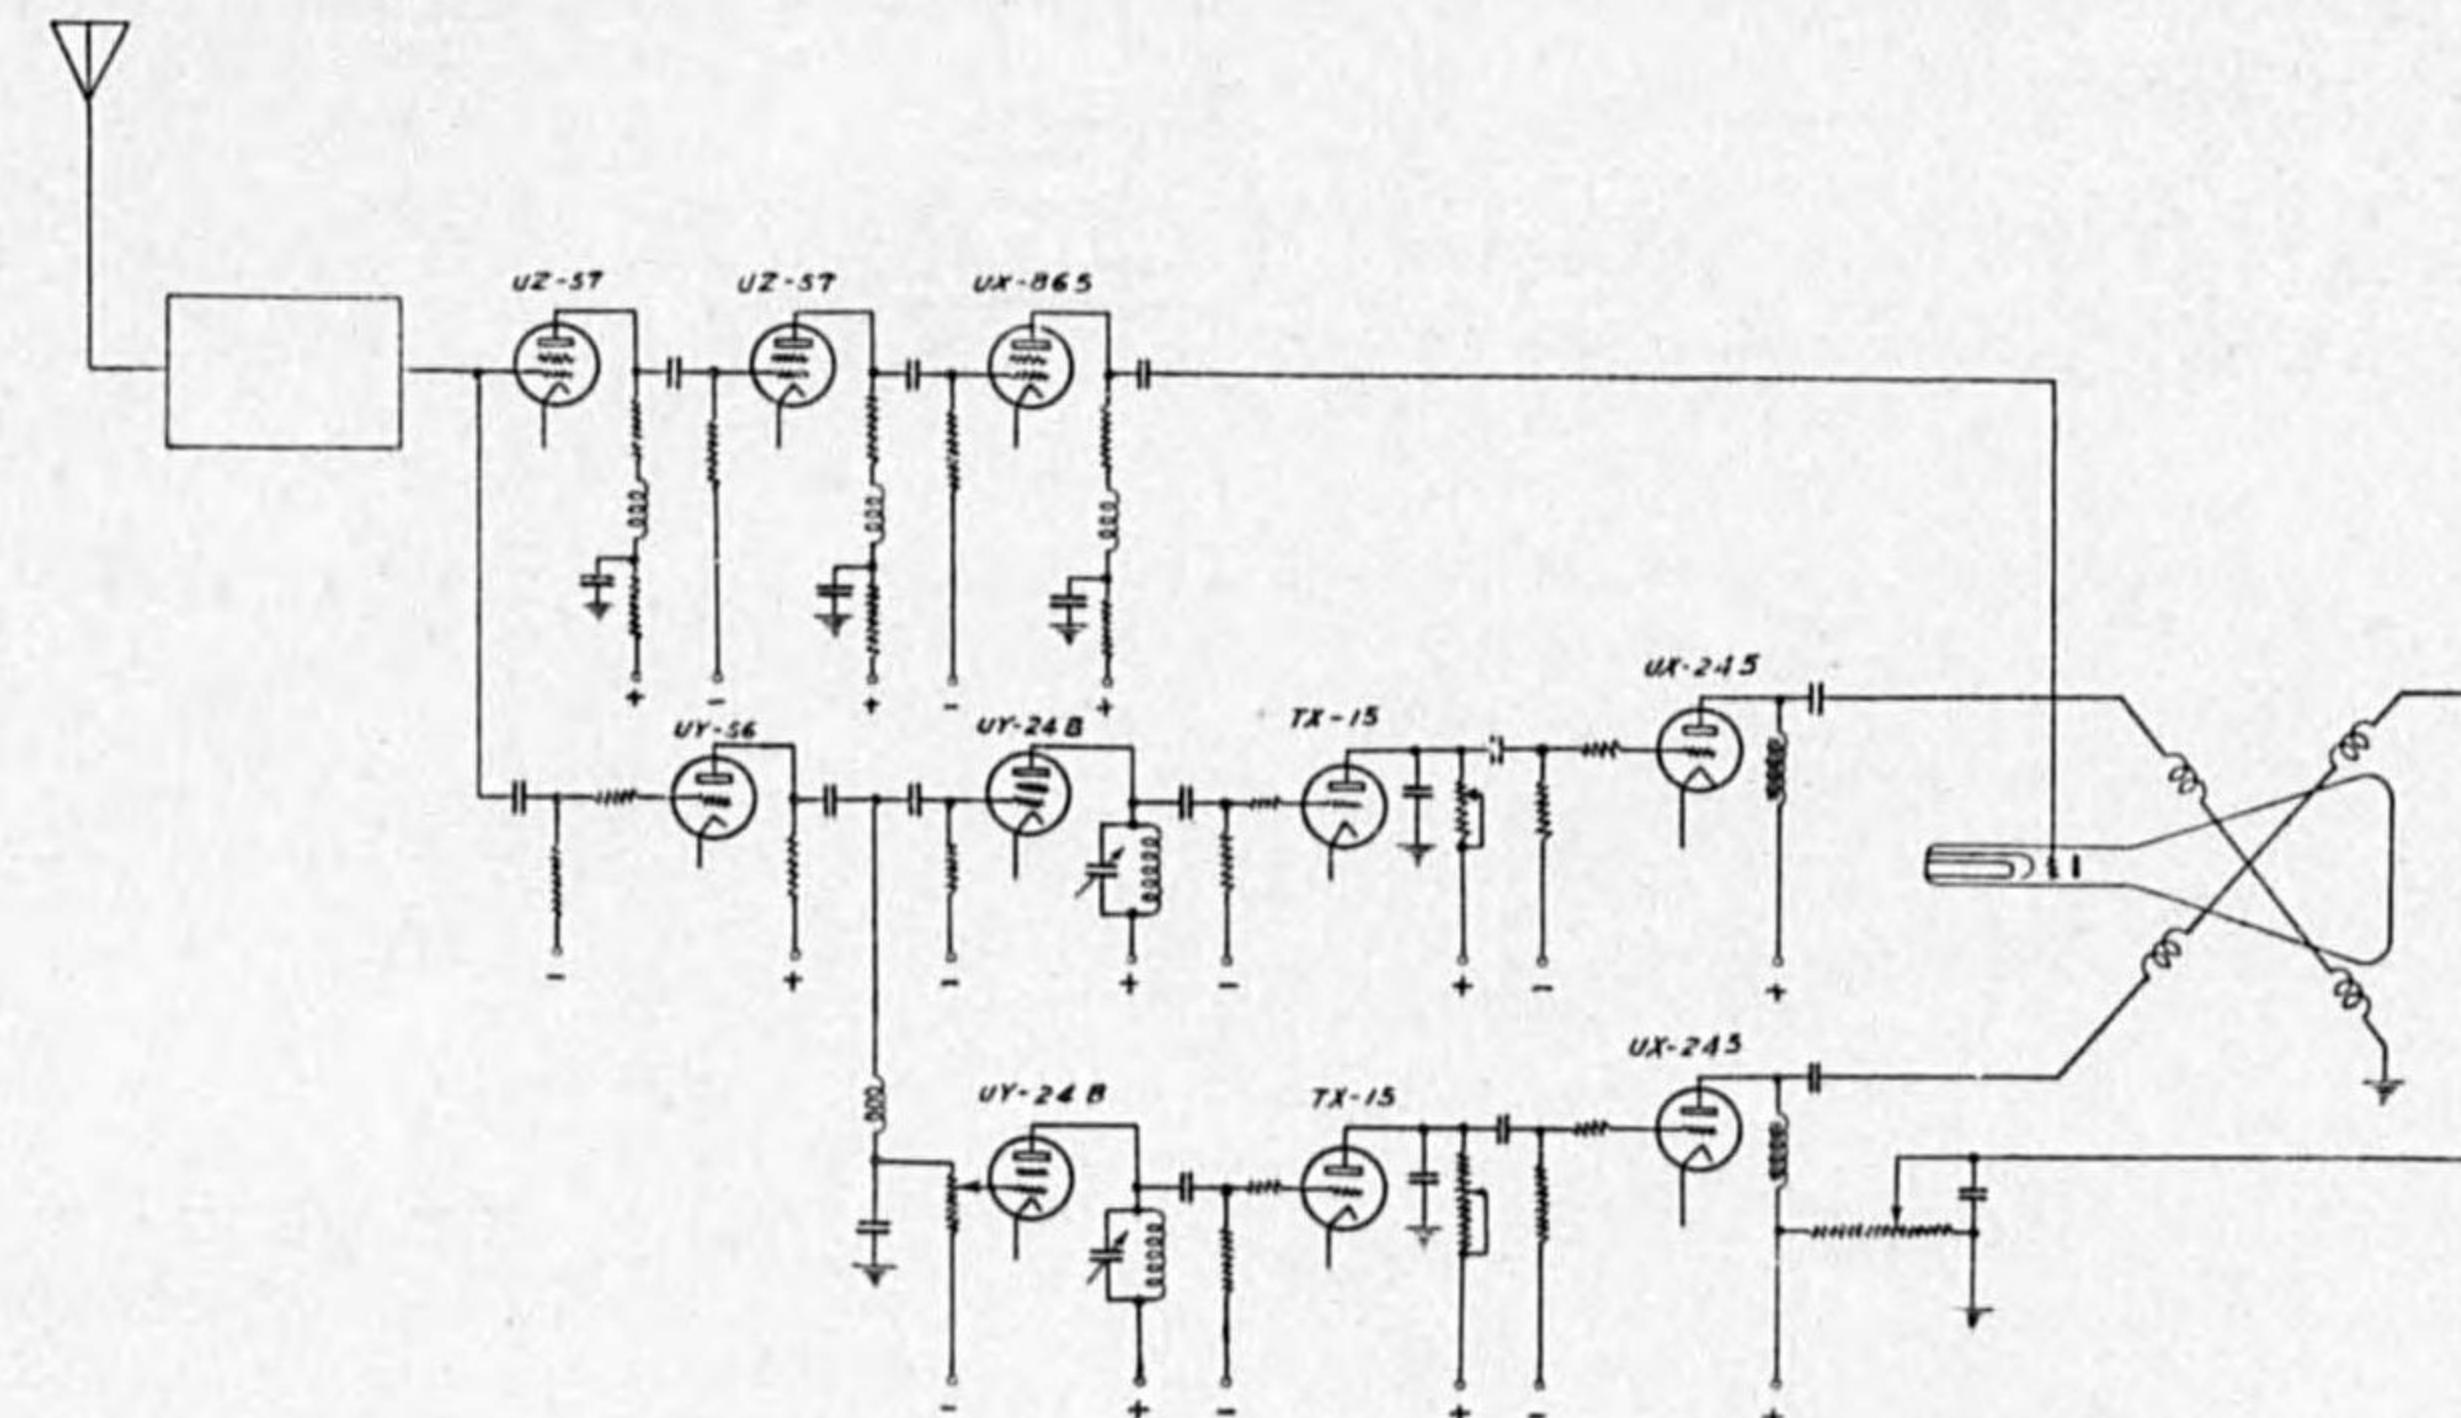 UZ-57 UZ-57 UX-865
+ - + - +
UX-245
UY-56 UY-24B TX-15
- + - + - + - +
UX-245
UY-24B TX-15
- + - + - +